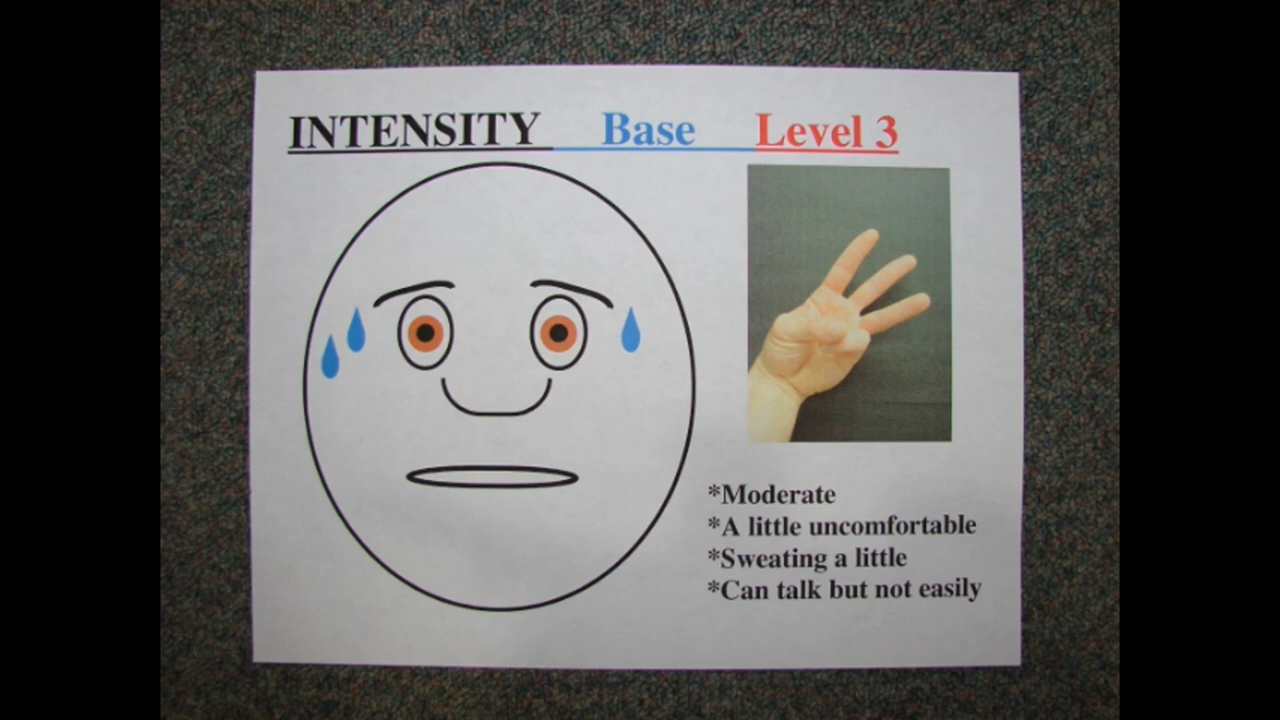 INTENSITY Base Level 3
*Moderate
*A little uncomfortable
*Sweating a little
*Can talk but not easily